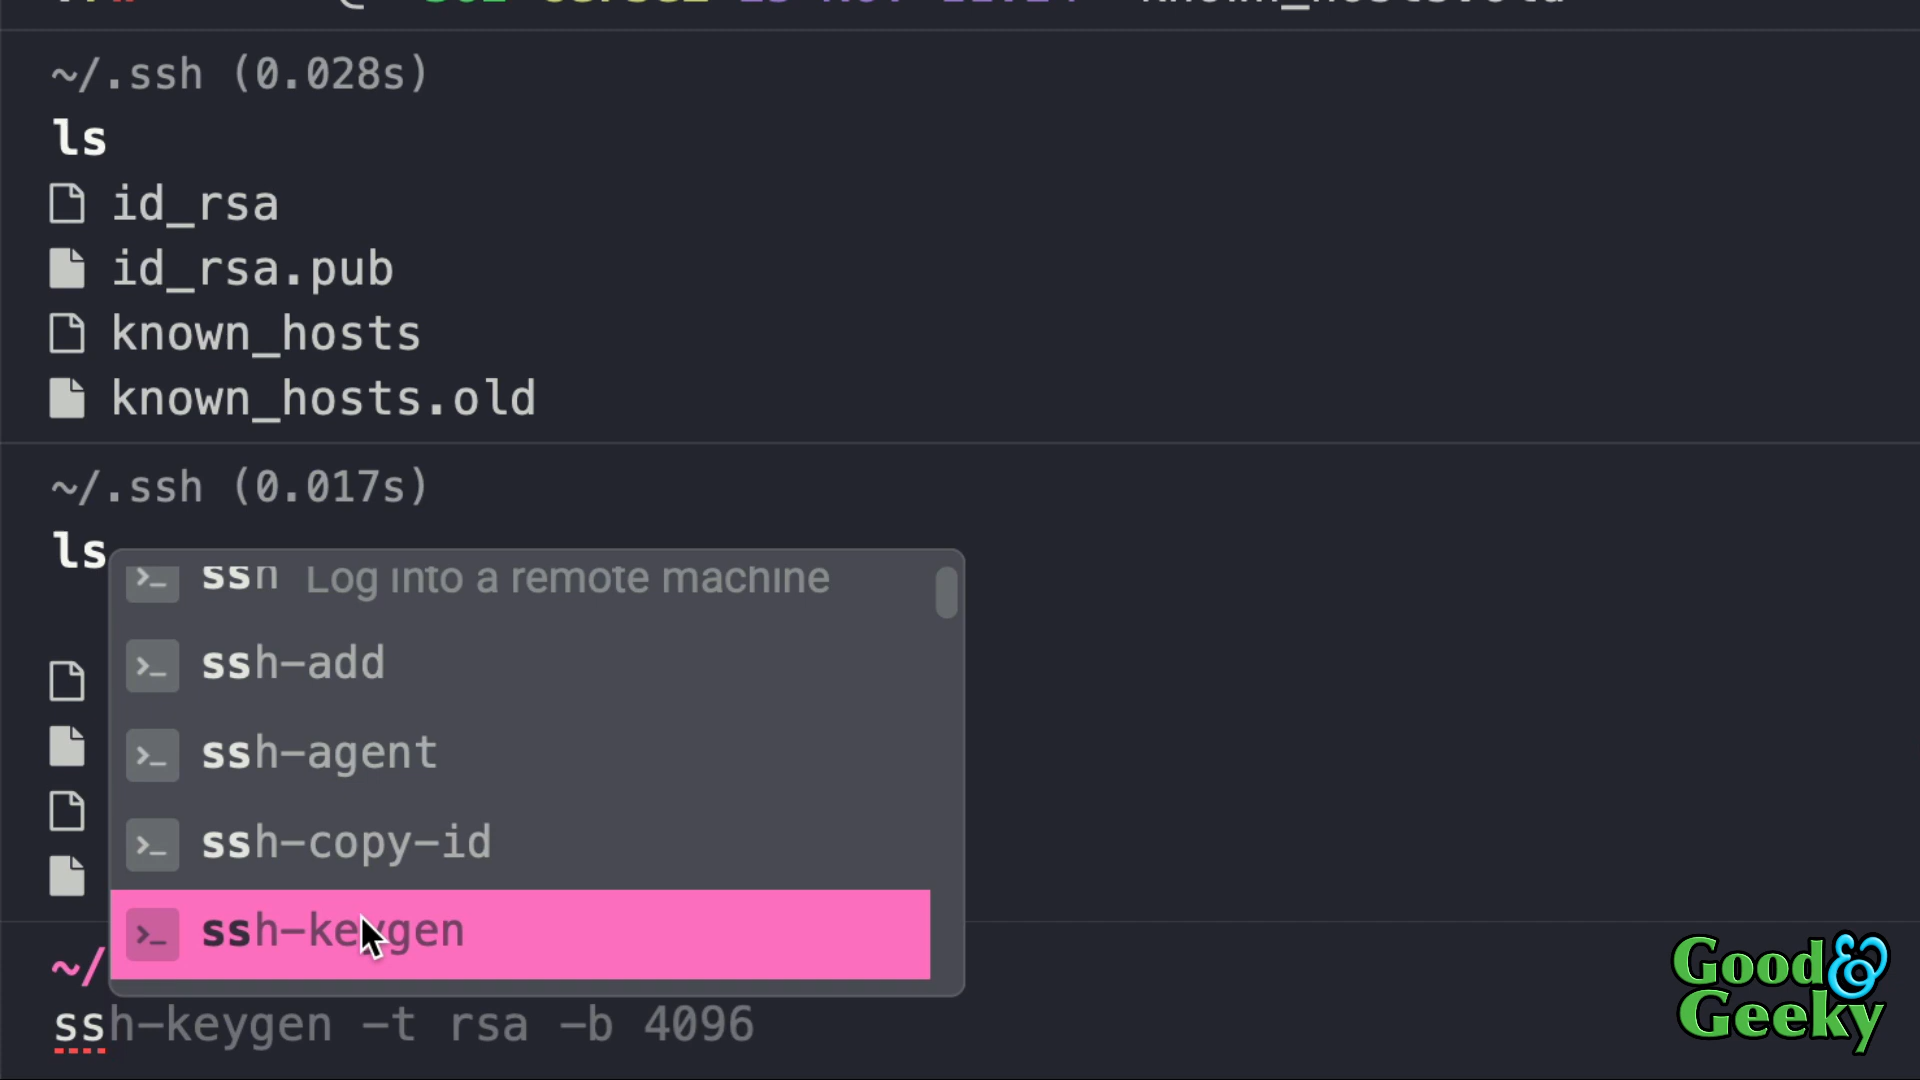 ~/.ssh (0.028s)
ls
id_rsa
id_rsa.pub
known_hosts
known_hosts.old
~/.ssh (0.017s)
ls
ssh Log into a remote machine
ssh-add
ssh-agent
ssh-copy-id
ssh-keygen
~/
ssh-keygen -t rsa -b 4096
Good &
Geeky